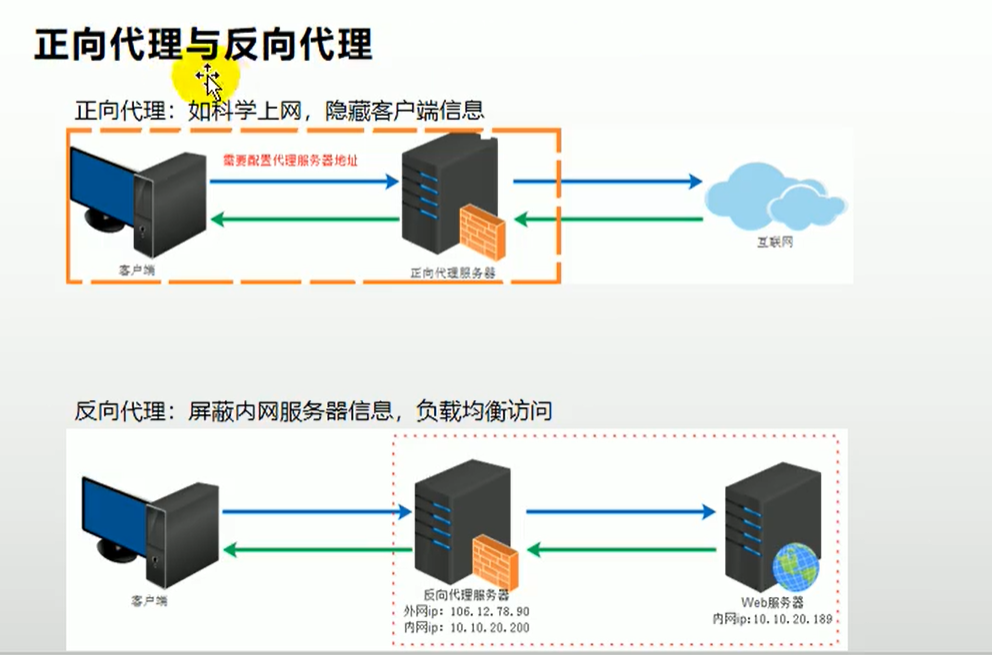 正向代理与反向代理
正向代理：如科学上网，隐藏客户端信息
需要配置代理服务器地址
客户端
正向代理服务器
互联网
反向代理：屏蔽内网服务器信息，负载均衡访问
客户端
反向代理服务器
外网ip: 106.12.78.90
内网ip: 10.10.20.200
Web服务器
内网ip:10.10.20.189